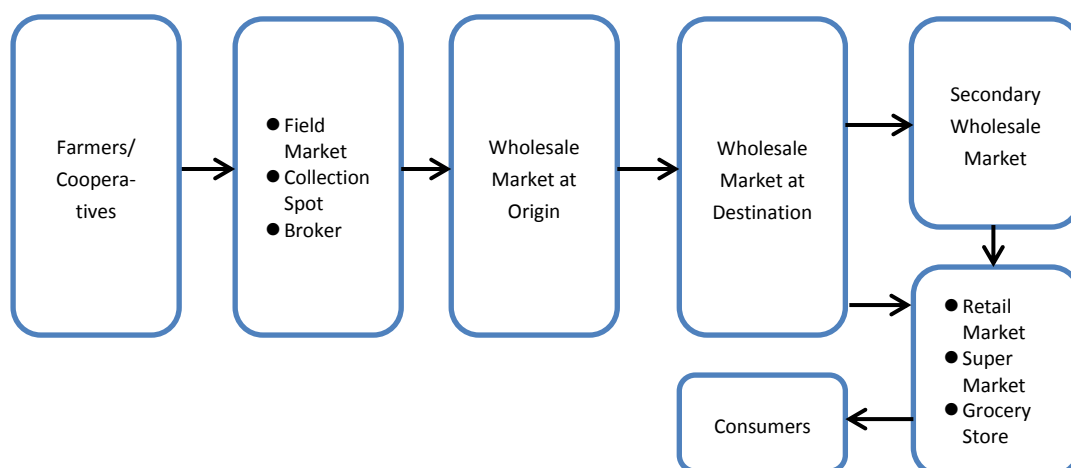 Farmers/
Coopera-
tives
● Field
Market
● Collection
Spot
● Broker
Wholesale
Market at
Origin
Wholesale
Market at
Destination
Secondary
Wholesale
Market
● Retail
Market
● Super
Market
● Grocery
Store
Consumers